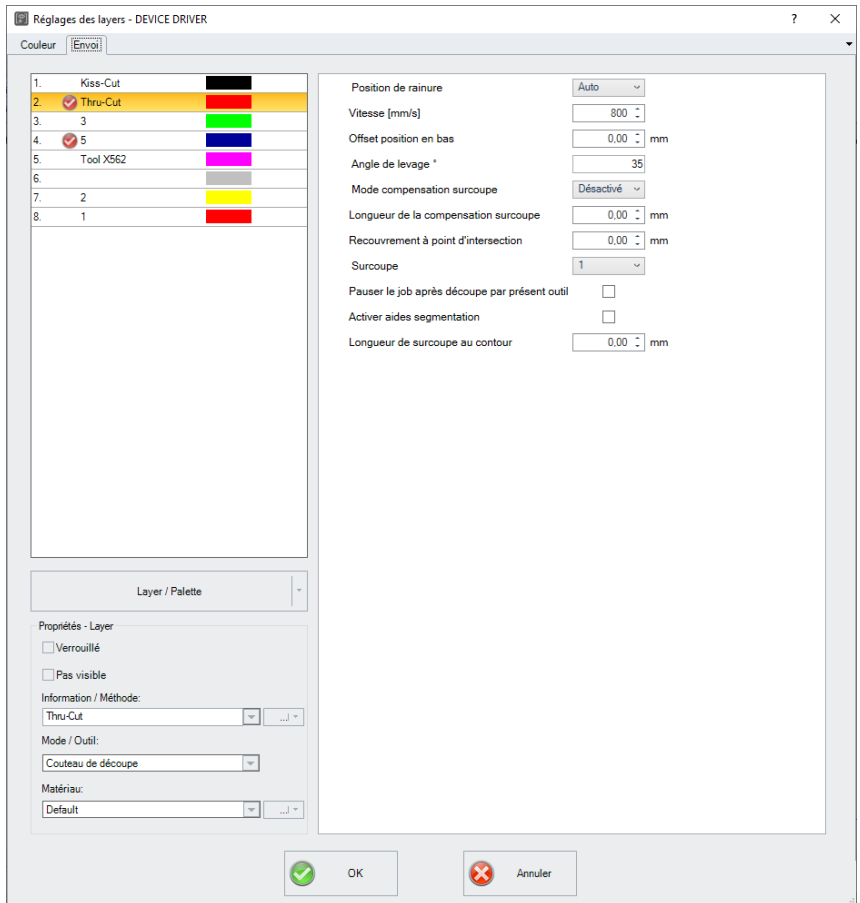 Réglages des layers - DEVICE DRIVER
?
Couleur Envoi
1. Kiss-Cut
2. Thru-Cut
3. 3
4. 5
5. Tool X562
6.
7. 2
8. 1
Layer / Palette
Propriétés - Layer
Verrouillé
Pas visible
Information / Méthode:
Thru-Cut ...
Mode / Outil:
Couteau de découpe
Matériau:
Default ...
Position de rainure Auto
Vitesse [mm/s] 800
Offset position en bas 0,00 mm
Angle de levage ° 35
Mode compensation surcoupe Désactivé
Longueur de la compensation surcoupe 0,00 mm
Recouvrement à point d'intersection 0,00 mm
Surcoupe 1
Pauser le job après découpe par présent outil
Activer aides segmentation
Longueur de surcoupe au contour 0,00 mm
OK Annuler